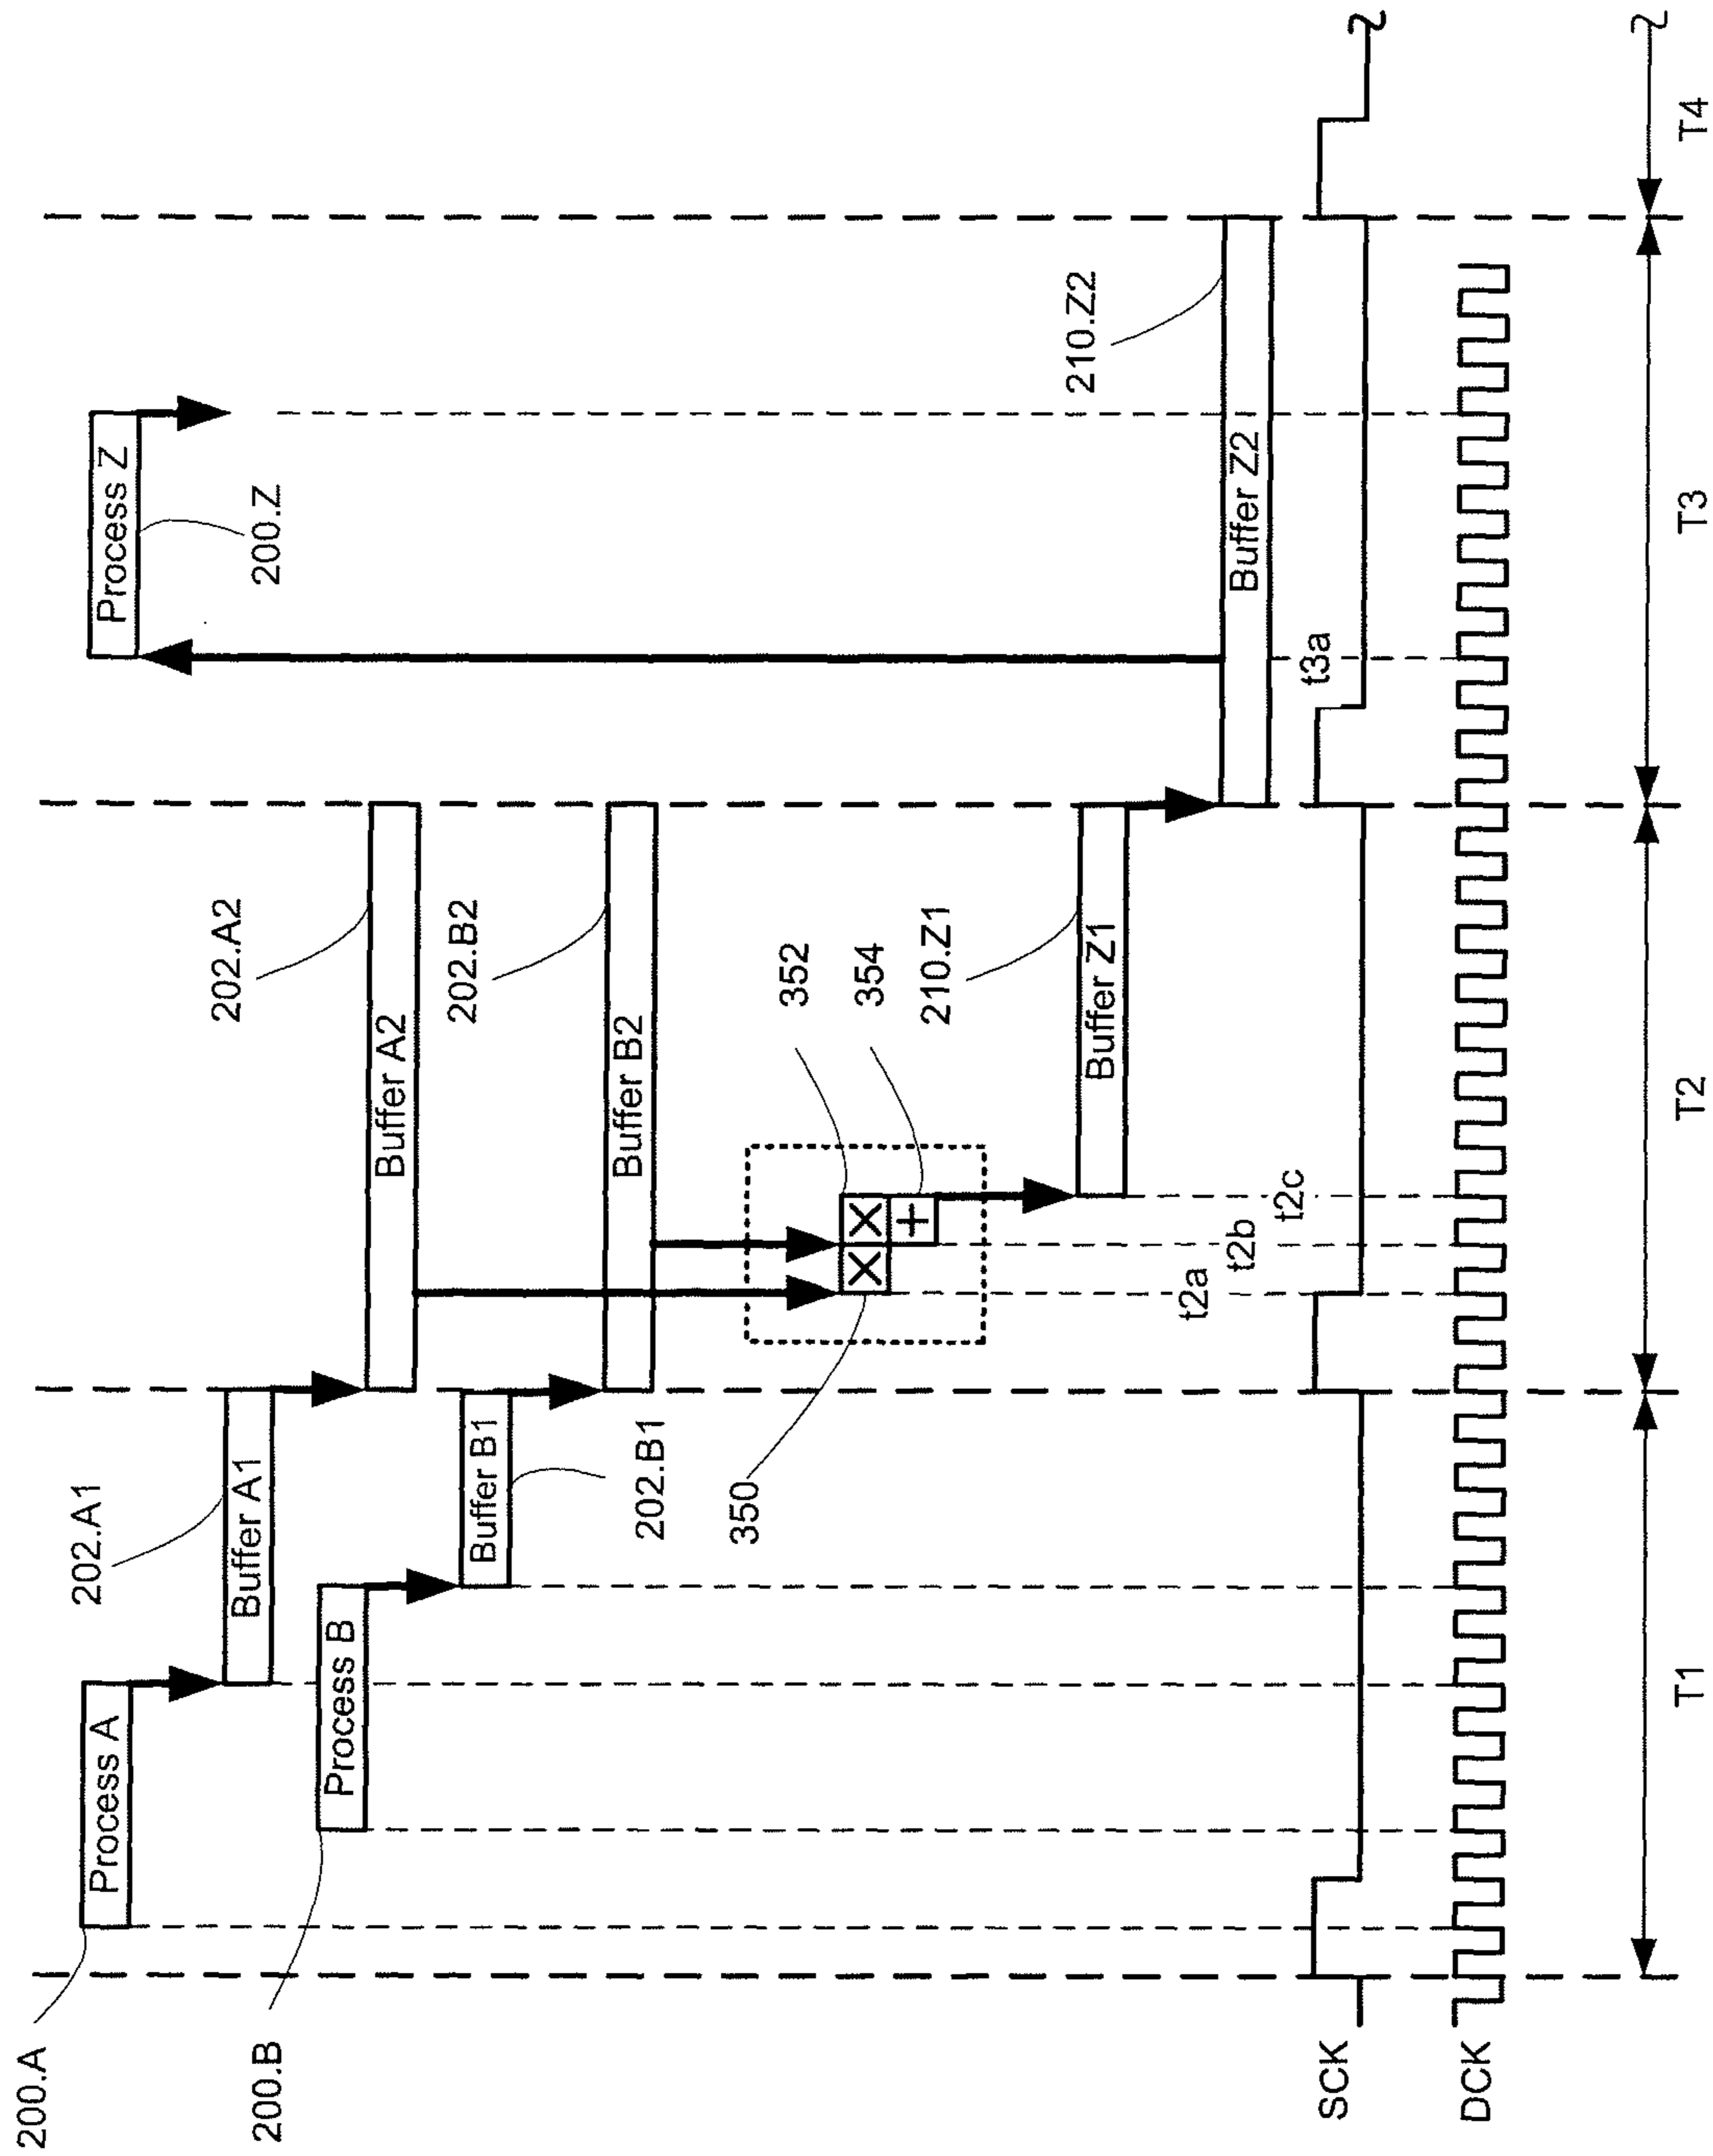 200.A
Process A
202.A1
Buffer A1
200.B
Process B
Buffer B1
202.B1
202.A2
Buffer A2
202.B2
Buffer B2
350
X
X
+
352
354
t2a
t2b
t2c
210.Z1
Buffer Z1
Process Z
200.Z
210.Z2
Buffer Z2
t3a
SCK
DCK
T1
T2
T3
T4